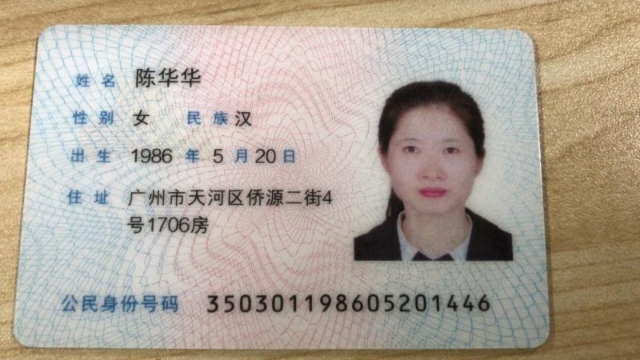 姓名 陈华华
性别 女 民族 汉
出生 1986 年 5 月 20 日
住址 广州市天河区侨源二街4
号1706房
公民身份号码 350301198605201446